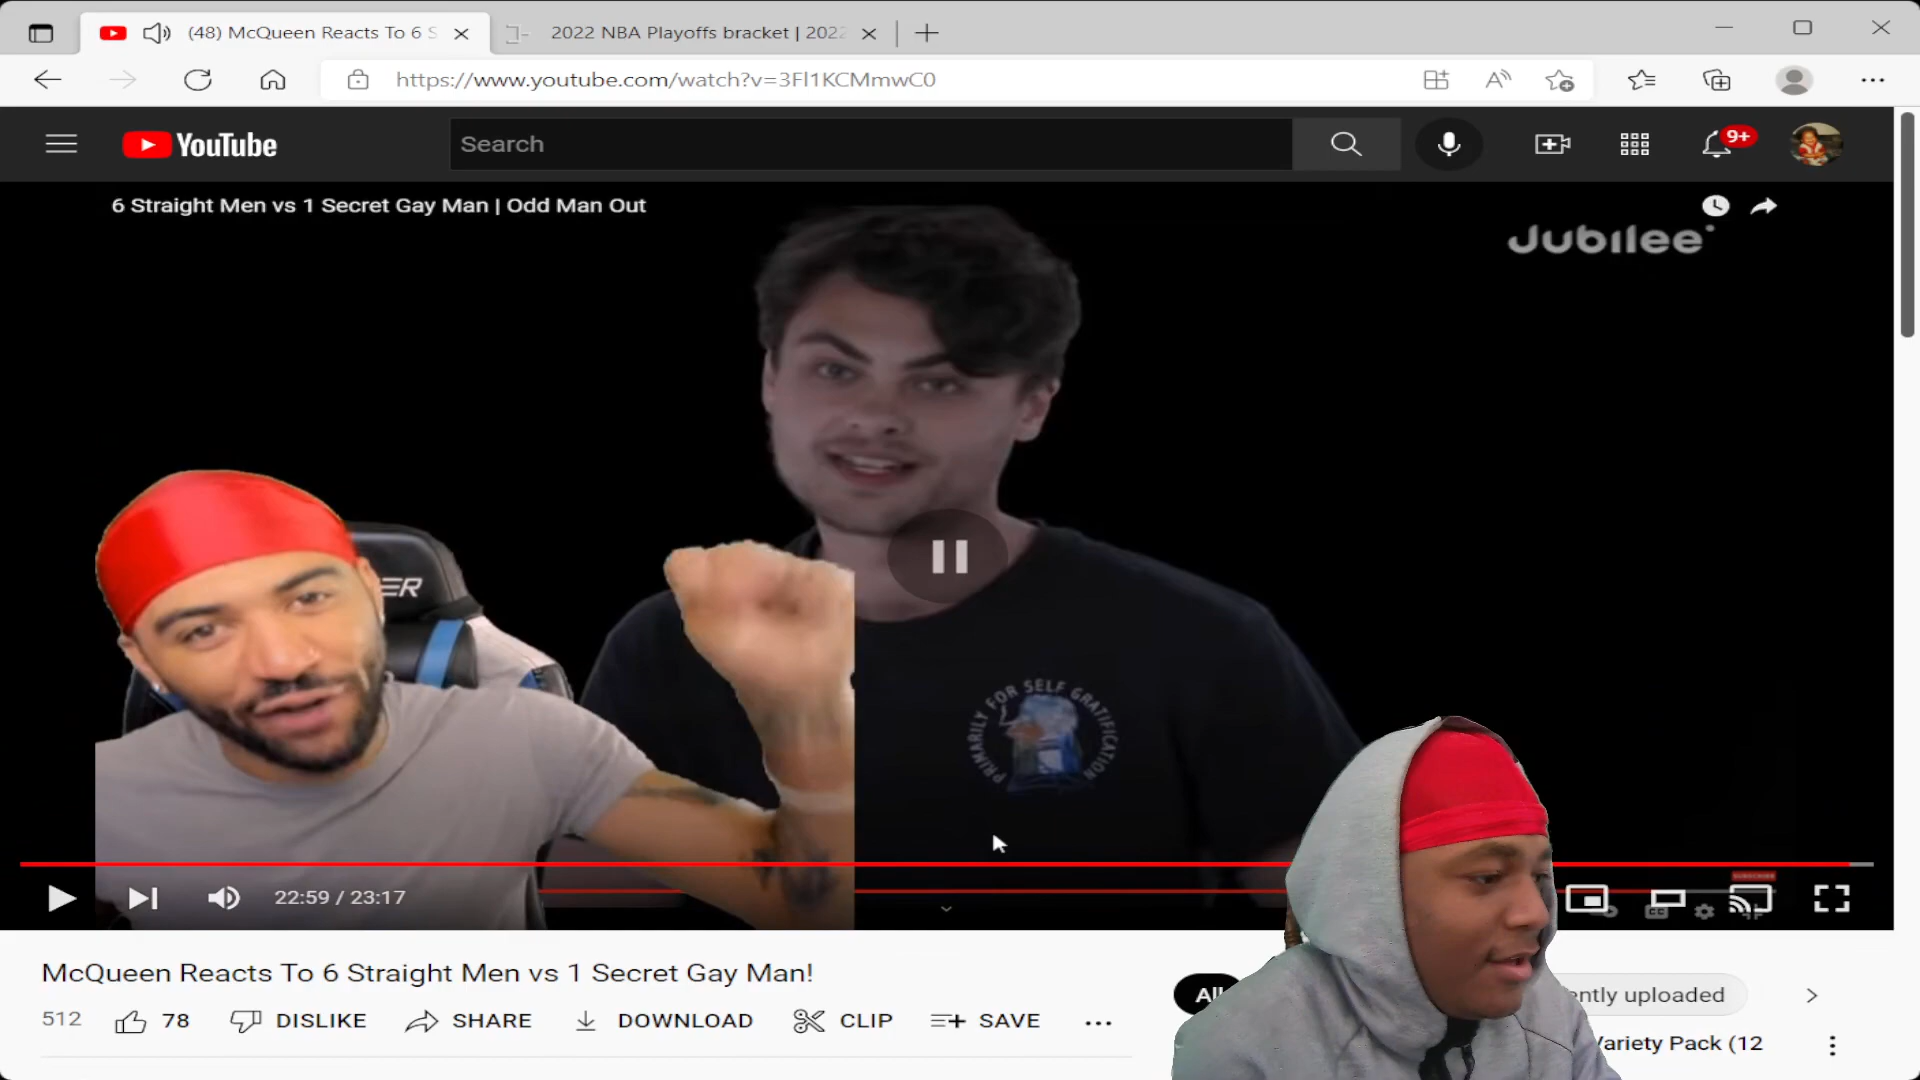 (48) McQueen Reacts To 6 S
2022 NBA Playoffs bracket | 2022
https://www.youtube.com/watch?v=3Fl1KCMmwC0
YouTube
Search
9+
6 Straight Men vs 1 Secret Gay Man | Odd Man Out
Jubilee
ER
PRIMARILY FOR SELF GRATIFICATION
SUBSCRIBE
22:59 / 23:17
CC
McQueen Reacts To 6 Straight Men vs 1 Secret Gay Man!
All
ently uploaded
512
78
DISLIKE
SHARE
DOWNLOAD
CLIP
SAVE
Variety Pack (12